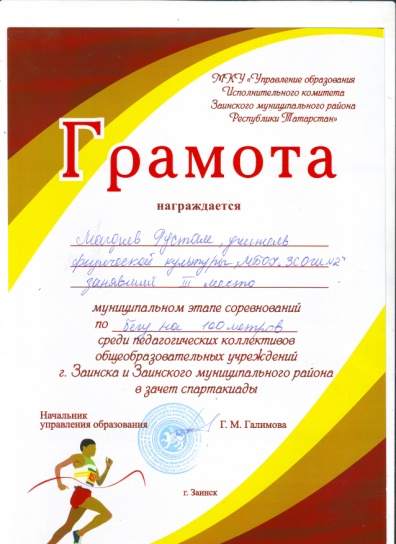 МКУ «Управление образования
Исполнительного комитета
Заинского муниципального района
Республики Татарстан»
Грамота
награждается
Рустам, учитель
физической культуры МБОУ „ЗСОШ №2"
занявший III место
муниципальном этапе соревнований
по бегу на 100 метров
среди педагогических коллективов
общеобразовательных учреждений
г. Заинска и Заинского муниципального района
в зачет спартакиады
Начальник
управления образования
Г. М. Галимова
г. Заинск